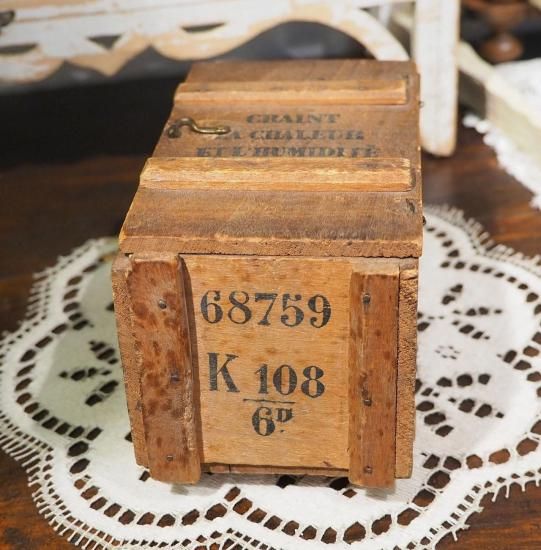 CRAINT
LA CHALEUR
ET L'HUMIDITÉ
68759
K 108
6D.